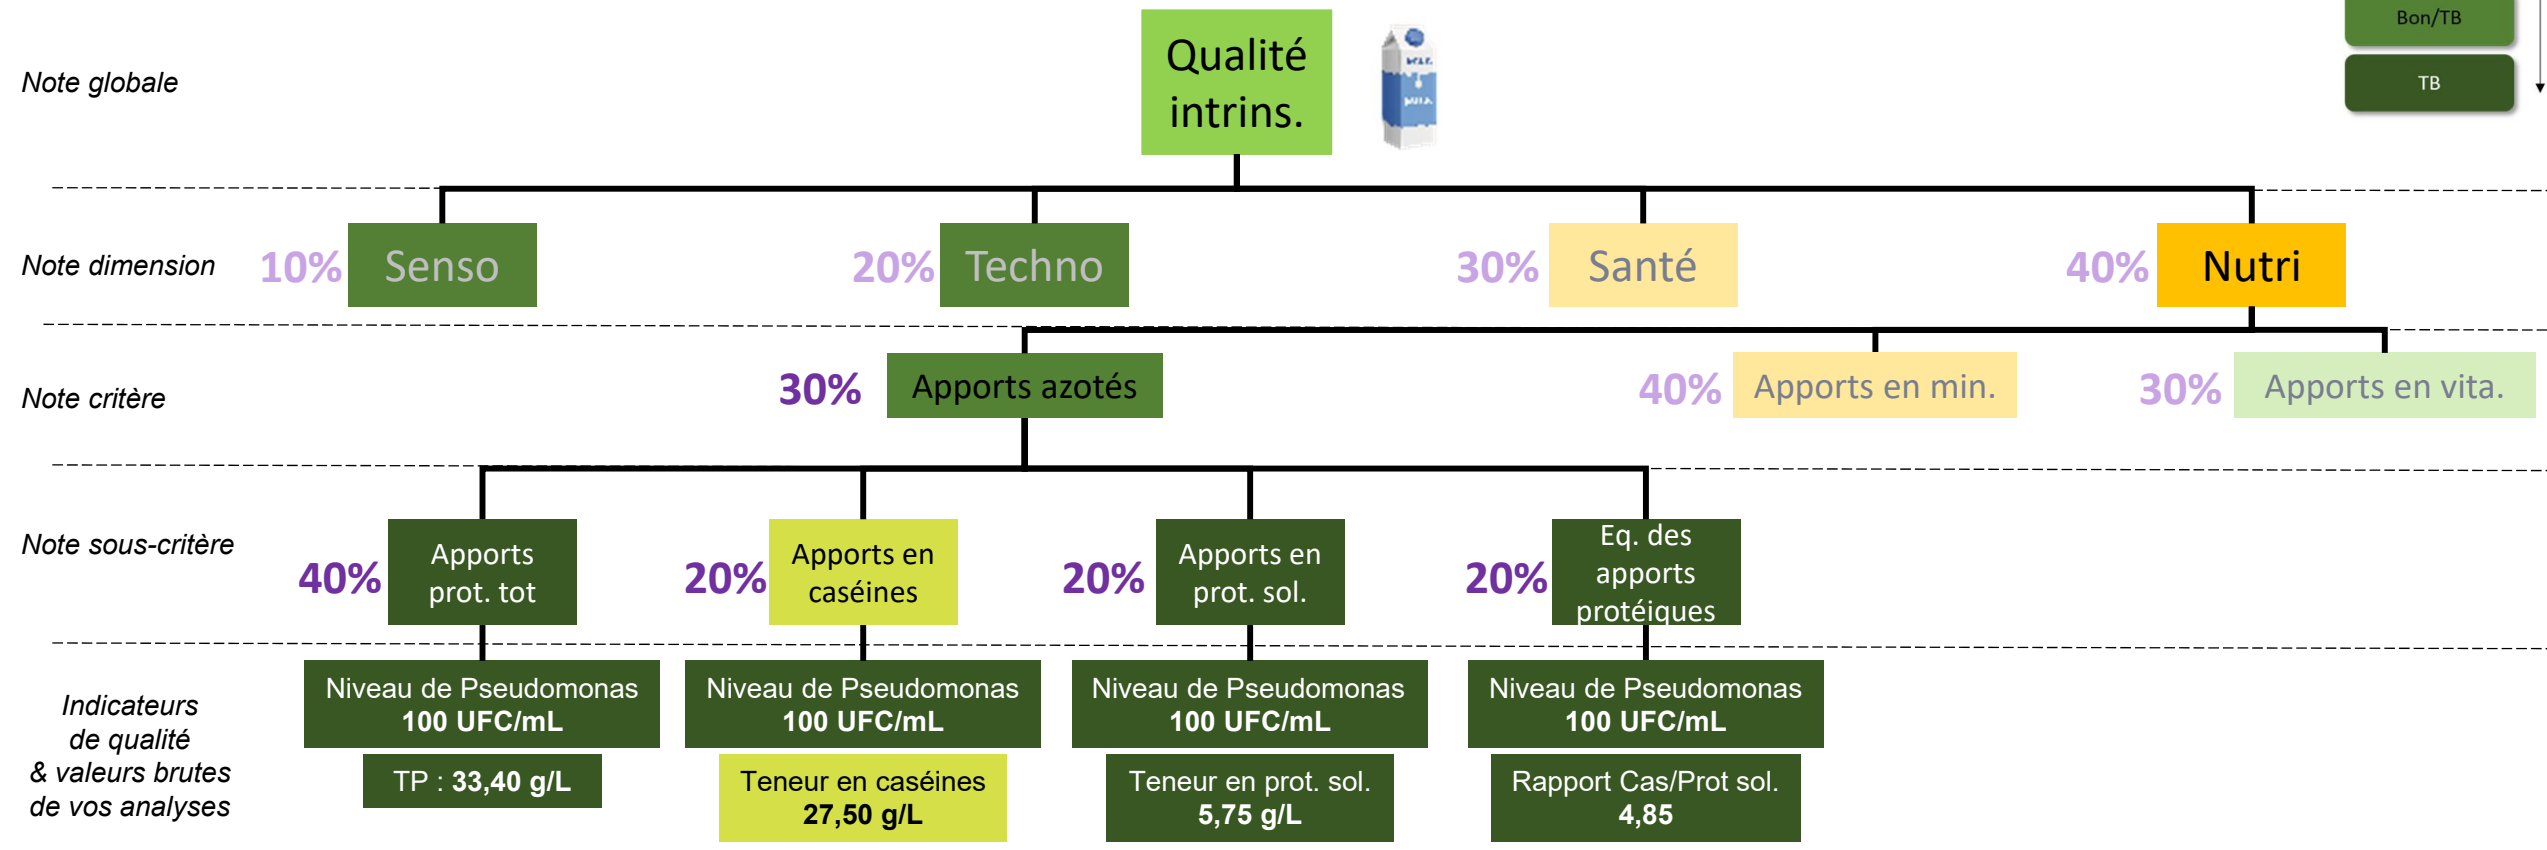 Bon/TB
TB
Note globale
Qualité
intrins.
Note dimension
10%
Senso
20%
Techno
30%
Santé
40%
Nutri
Note critère
30%
Apports azotés
40%
Apports en min.
30%
Apports en vita.
Note sous-critère
40%
Apports
prot. tot
20%
Apports en
caséines
20%
Apports en
prot. sol.
20%
Eq. des
apports
protéiques
Indicateurs
de qualité
& valeurs brutes
de vos analyses
Niveau de Pseudomonas
100 UFC/mL
TP : 33,40 g/L
Niveau de Pseudomonas
100 UFC/mL
Teneur en caséines
27,50 g/L
Niveau de Pseudomonas
100 UFC/mL
Teneur en prot. sol.
5,75 g/L
Niveau de Pseudomonas
100 UFC/mL
Rapport Cas/Prot sol.
4,85